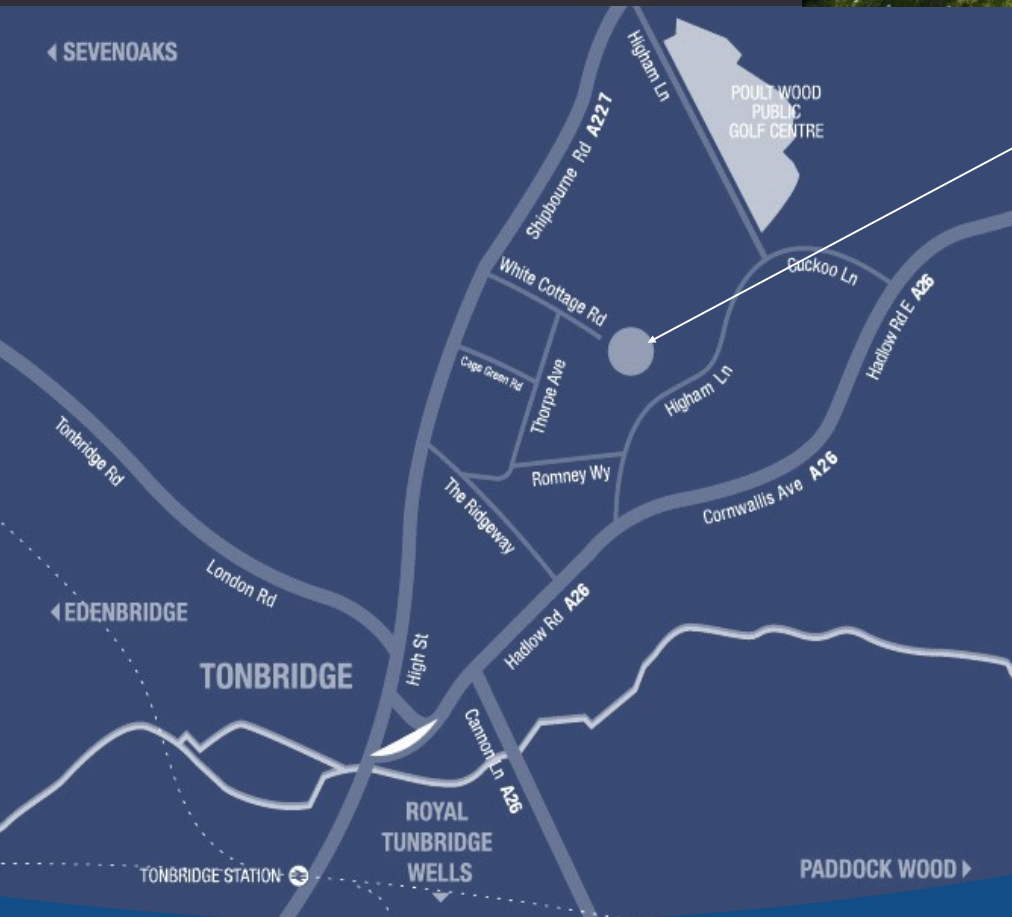 SEVENOAKS
Higham Ln
POULT WOOD
PUBLIC
GOLF CENTRE
Shipbourne Rd A227
White Cottage Rd
Cuckoo Ln
Hadlow Rd E A26
Cage Green Rd
Thorpe Ave
Higham Ln
Tonbridge Rd
Romney Wy
The Ridgeway
Cornwallis Ave A26
London Rd
EDENBRIDGE
Hadlow Rd A26
High St
TONBRIDGE
Cannon Ln A26
ROYAL
TUNBRIDGE
WELLS
PADDOCK WOOD
TONBRIDGE STATION